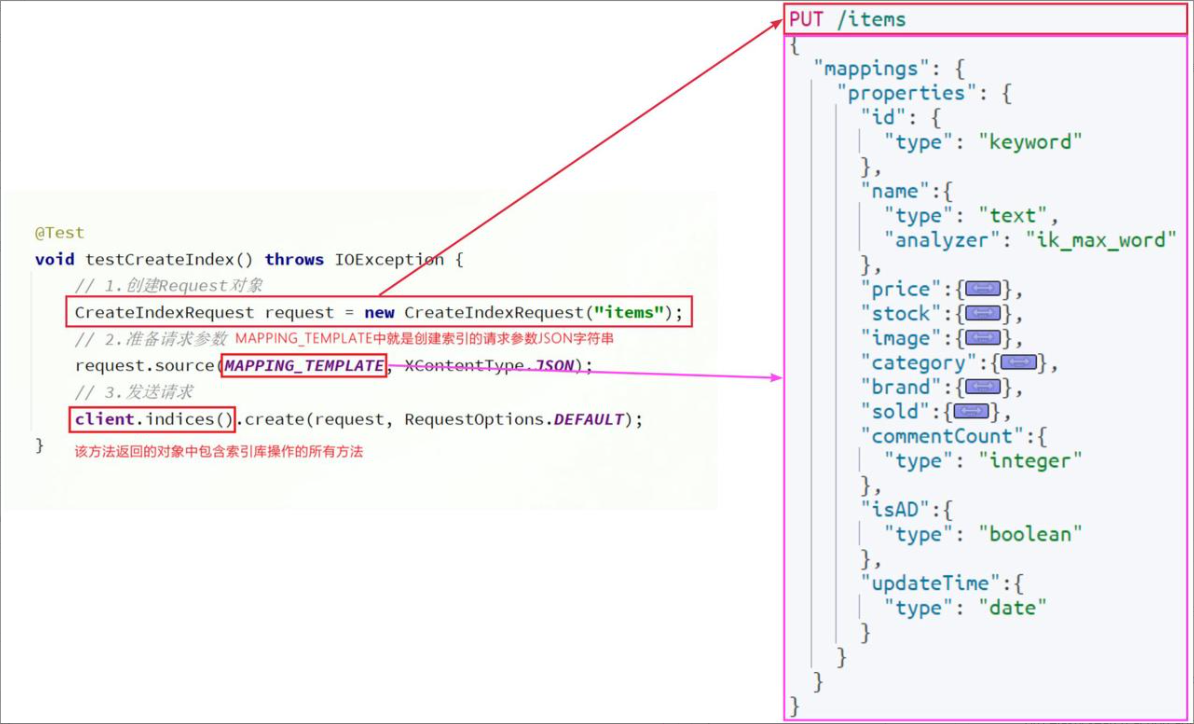 @Test
void testCreateIndex() throws IOException {
// 1.创建Request对象
CreateIndexRequest request = new CreateIndexRequest("items");
// 2.准备请求参数 MAPPING_TEMPLATE中就是创建索引的请求参数JSON字符串
request.source(MAPPING_TEMPLATE, XContentType.JSON);
// 3.发送请求
client.indices().create(request, RequestOptions.DEFAULT);
}
该方法返回的对象中包含索引库操作的所有方法
PUT /items
{
"mappings": {
"properties": {
"id": {
"type": "keyword"
},
"name":{
"type": "text",
"analyzer": "ik_max_word"
},
"price":{},
"stock":{},
"image":{},
"category":{},
"brand":{},
"sold":{},
"commentCount":{
"type": "integer"
},
"isAD":{
"type": "boolean"
},
"updateTime":{
"type": "date"
}
}
}
}